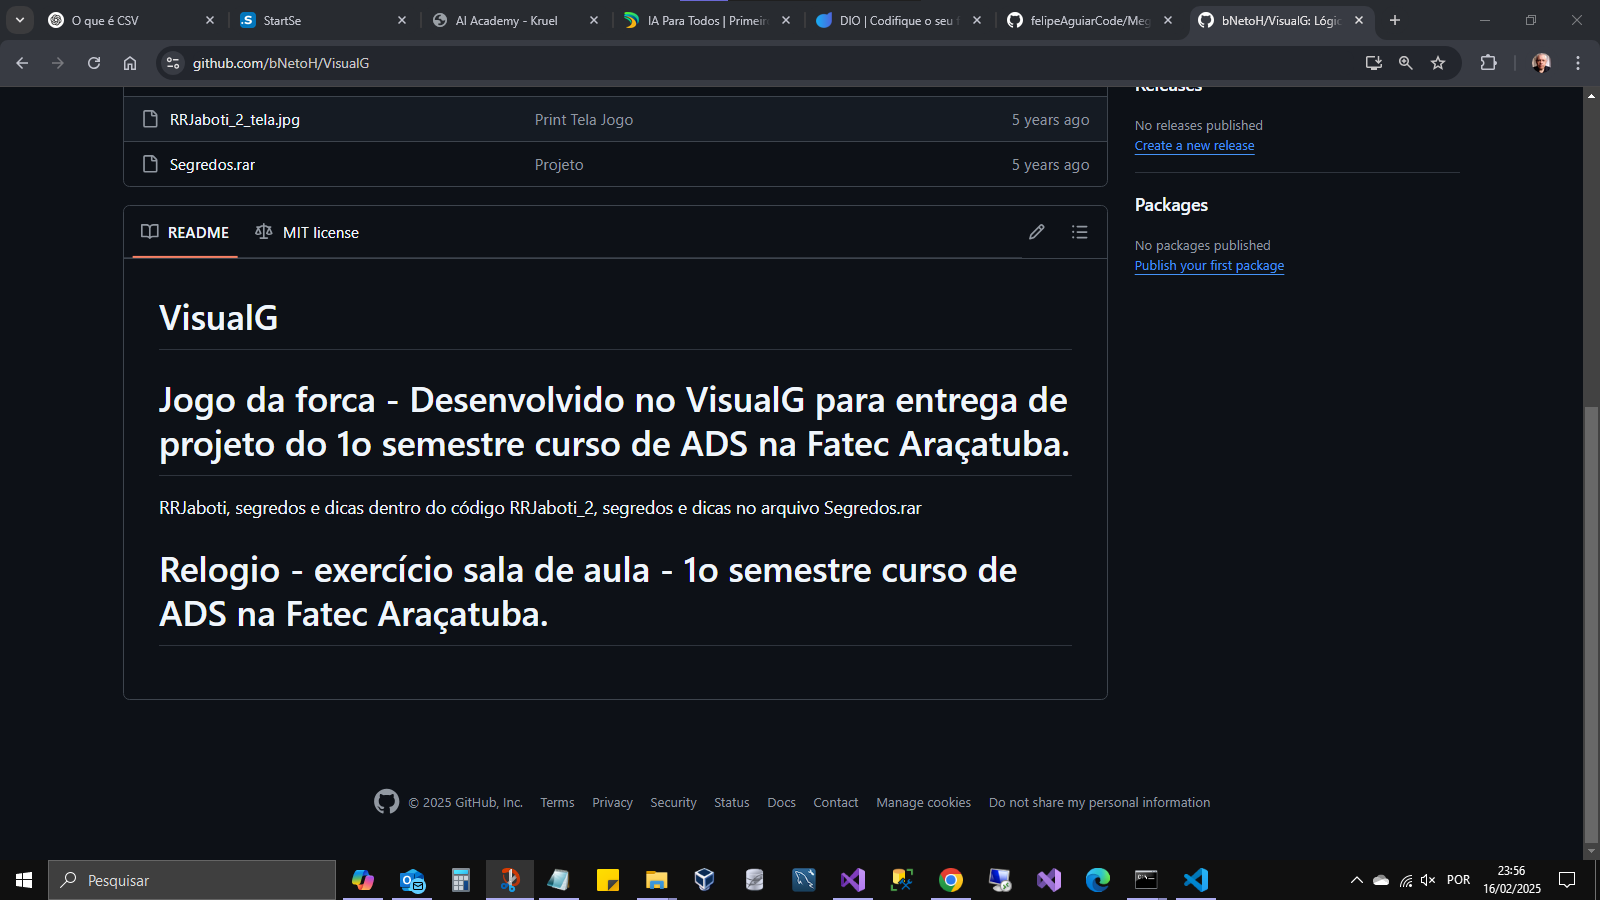 O que é CSV
StartSe
AI Academy - Kruel
IA Para Todos | Primeir
DIO | Codifique o seu f
felipeAguiarCode/Meg
bNetoH/VisualG: Lógic
github.com/bNetoH/VisualG
Releases
RRJaboti_2_tela.jpg
Print Tela Jogo
5 years ago
No releases published
Create a new release
Segredos.rar
Projeto
5 years ago
Packages
No packages published
Publish your first package
README
MIT license
VisualG
Jogo da forca - Desenvolvido no VisualG para entrega de
projeto do 1o semestre curso de ADS na Fatec Araçatuba.
RRJaboti, segredos e dicas dentro do código RRJaboti_2, segredos e dicas no arquivo Segredos.rar
Relogio - exercício sala de aula - 1o semestre curso de
ADS na Fatec Araçatuba.
© 2025 GitHub, Inc.
Terms
Privacy
Security
Status
Docs
Contact
Manage cookies
Do not share my personal information
Pesquisar
POR
23:56
16/02/2025